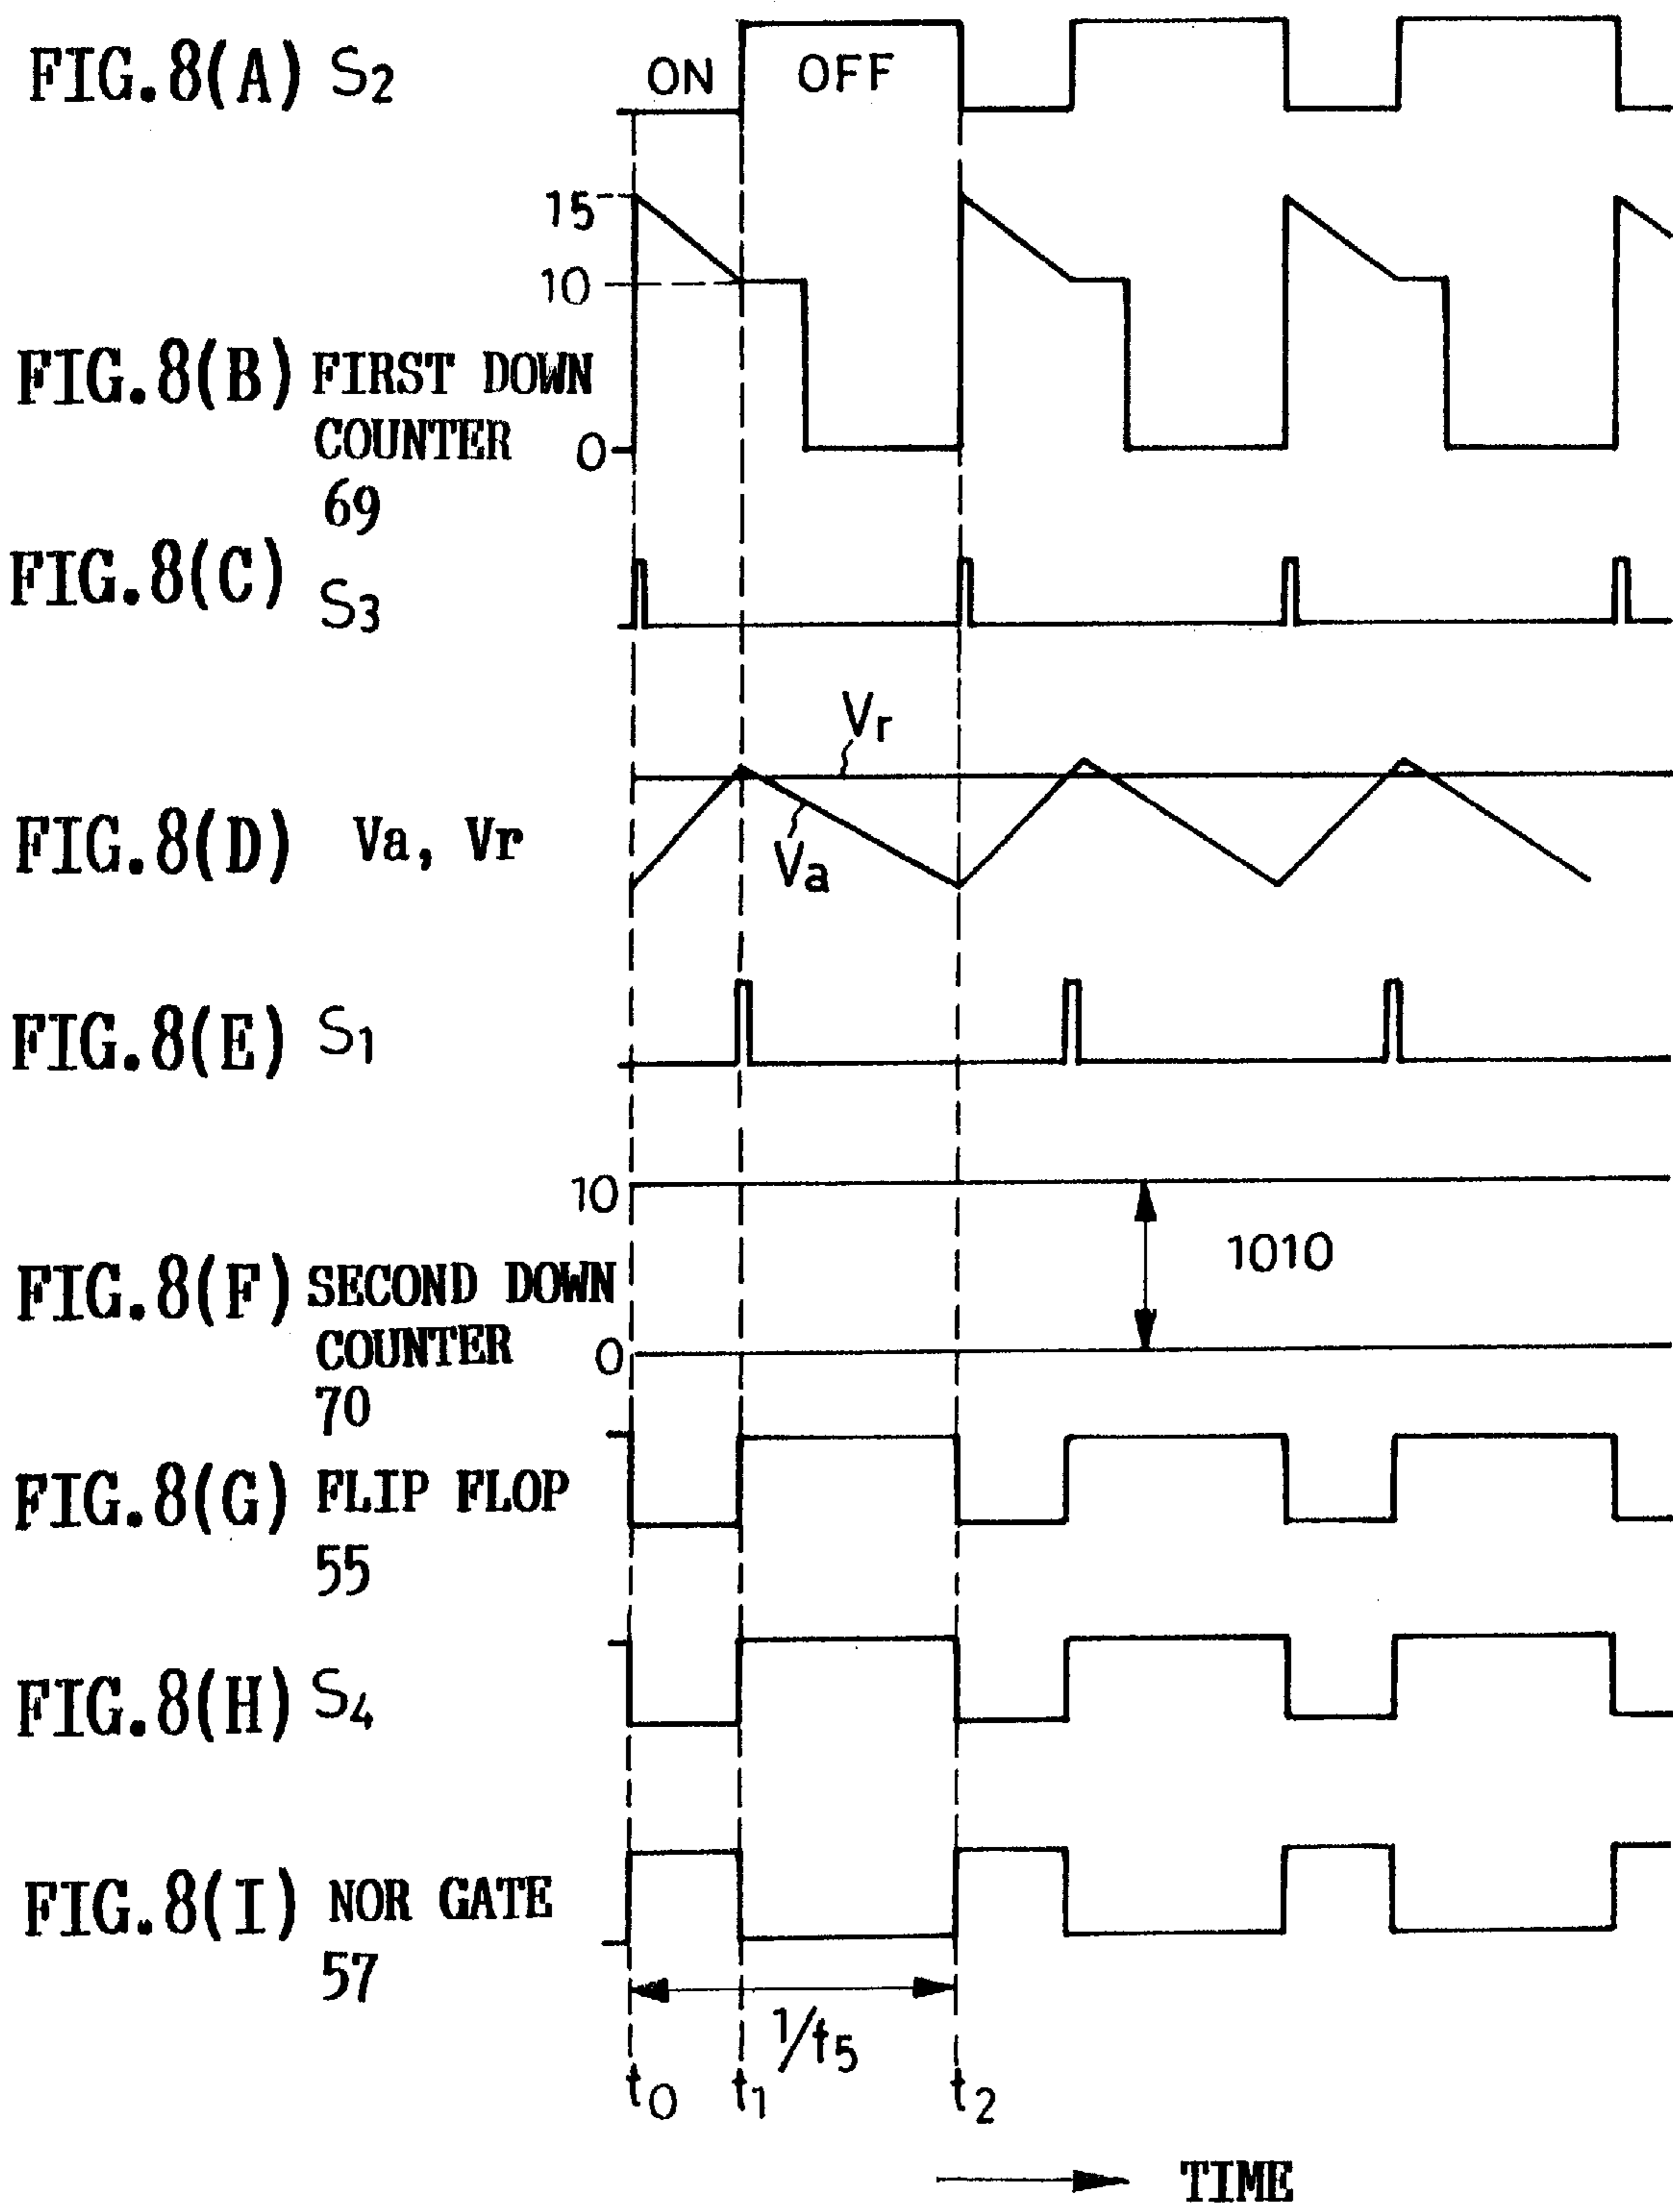 FIG.8(A) S2
ON OFF
15
10
FIG.8(B) FIRST DOWN
COUNTER
69
0
FIG.8(C) S3
Vr
FIG.8(D) Va, Vr
Va
FIG.8(E) S1
10
1010
FIG.8(F) SECOND DOWN
COUNTER
70
0
FIG.8(G) FLIP FLOP
55
FIG.8(H) S4
FIG.8(I) NOR GATE
57
1/f5
t0 t1 t2
TIME